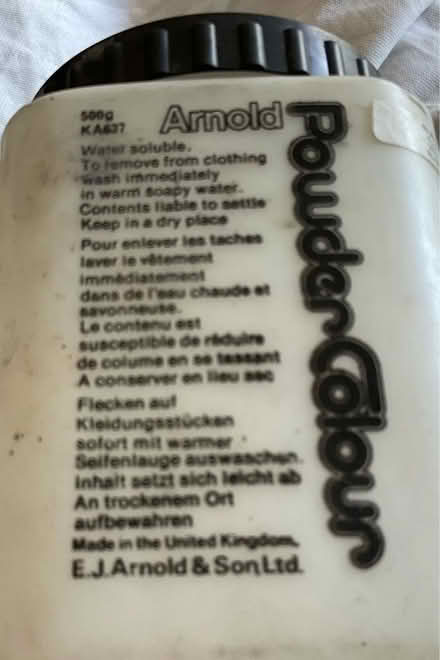 500g
KA637
Arnold
Powder Colour
Water soluble.
To remove from clothing
wash immediately
in warm soapy water.
Contents liable to settle
Keep in a dry place
Pour enlever les taches
laver le vêtement
immédiatement
dans de l'eau chaude et
savonneuse.
Le contenu est
susceptible de réduire
de colume en se tassant
A conserver en lieu sec
Flecken auf
Kleidungsstücken
sofort mit warmer
Seifenlauge auswaschen.
Inhalt setzt sich leicht ab
An trockenem Ort
aufbewahren
Made in the United Kingdom.
E.J.Arnold & Son Ltd.